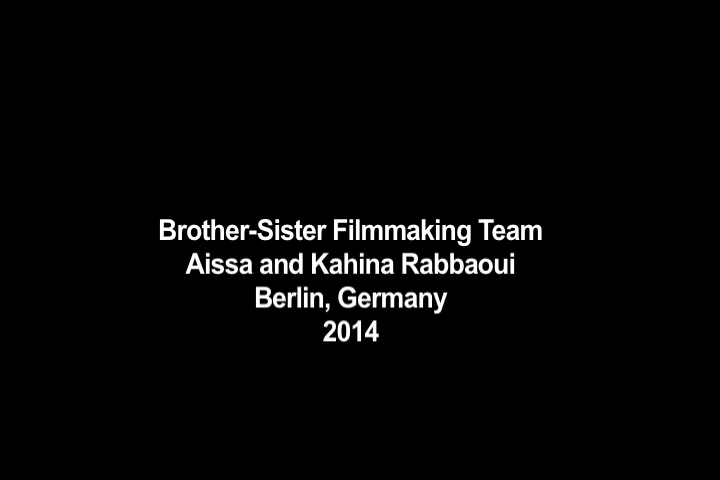 Brother-Sister Filmmaking Team
Aissa and Kahina Rabbaoui
Berlin, Germany
2014